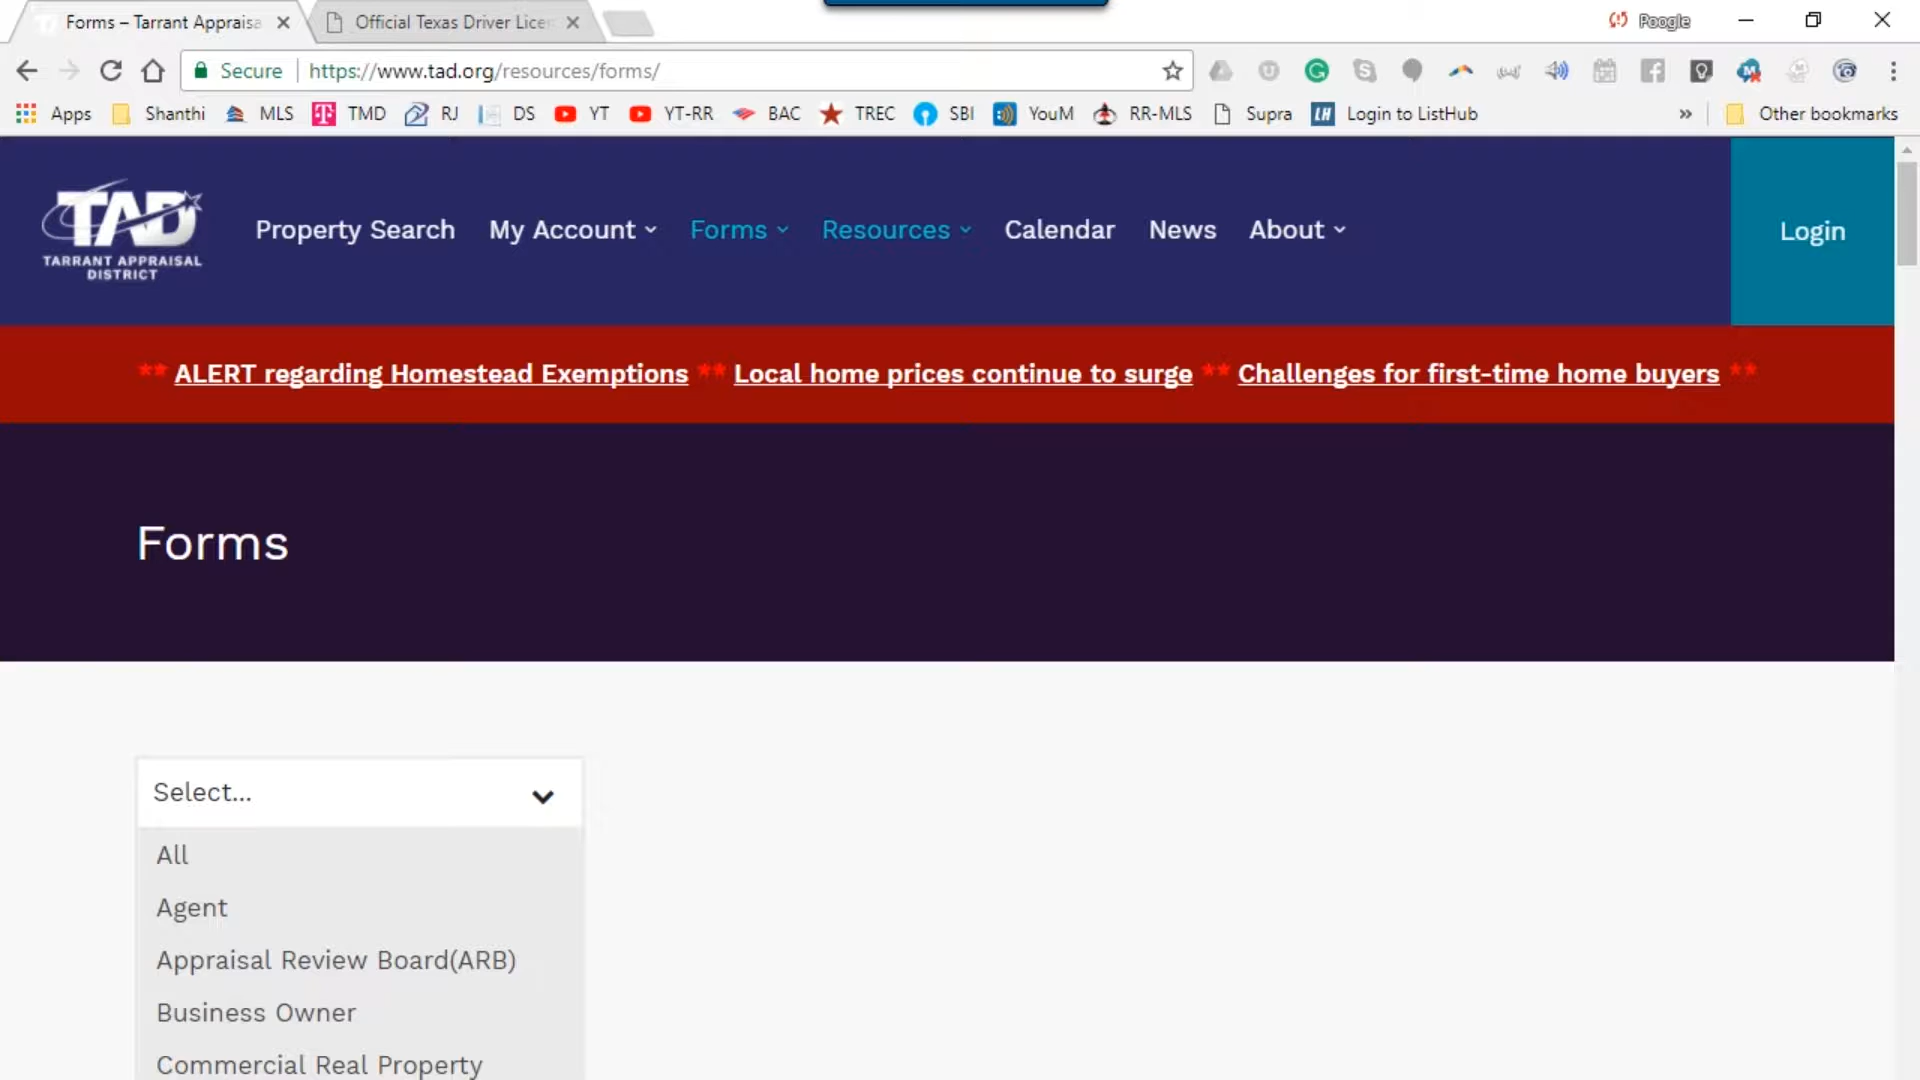 Forms – Tarrant Appraisa
Official Texas Driver Licen
Poogle
Secure
https://www.tad.org/resources/forms/
Apps
Shanthi
MLS
TMD
RJ
DS
YT
YT-RR
BAC
TREC
SBI
YouM
RR-MLS
Supra
LH
Login to ListHub
»
Other bookmarks
TAD
TARRANT APPRAISAL
DISTRICT
Property Search
My Account
Forms
Resources
Calendar
News
About
Login
** ALERT regarding Homestead Exemptions ** Local home prices continue to surge ** Challenges for first-time home buyers **
Forms
Select...
All
Agent
Appraisal Review Board(ARB)
Business Owner
Commercial Real Property